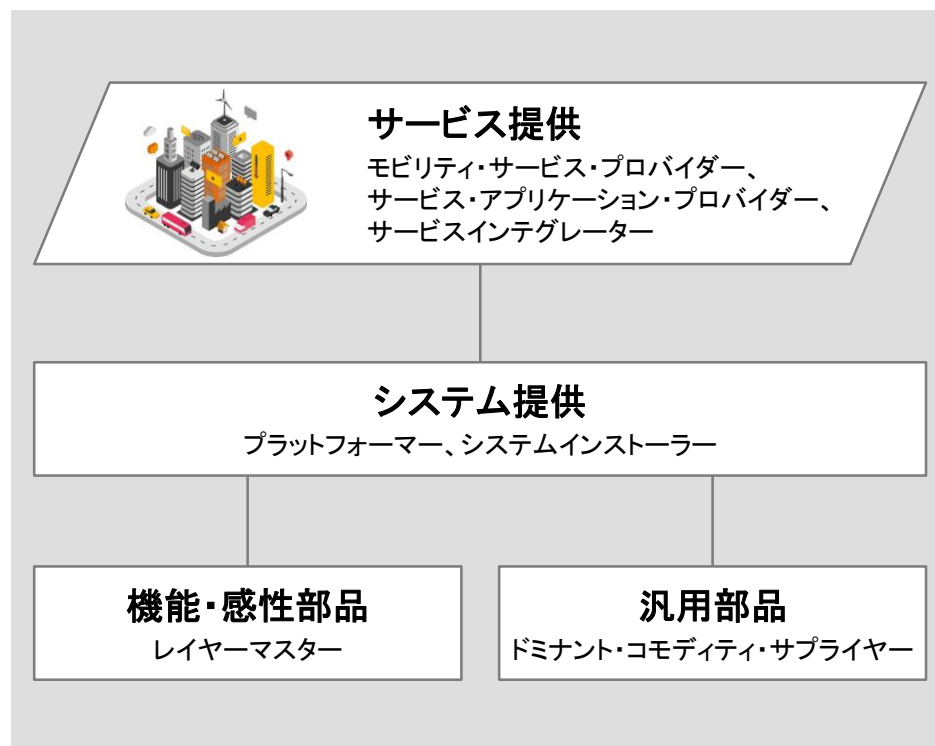 サービス提供
モビリティ・サービス・プロバイダー、
サービス・アプリケーション・プロバイダー、
サービスインテグレーター
システム提供
プラットフォーマー、システムインストーラー
機能・感性部品
レイヤーマスター
汎用部品
ドミナント・コモディティ・サプライヤー